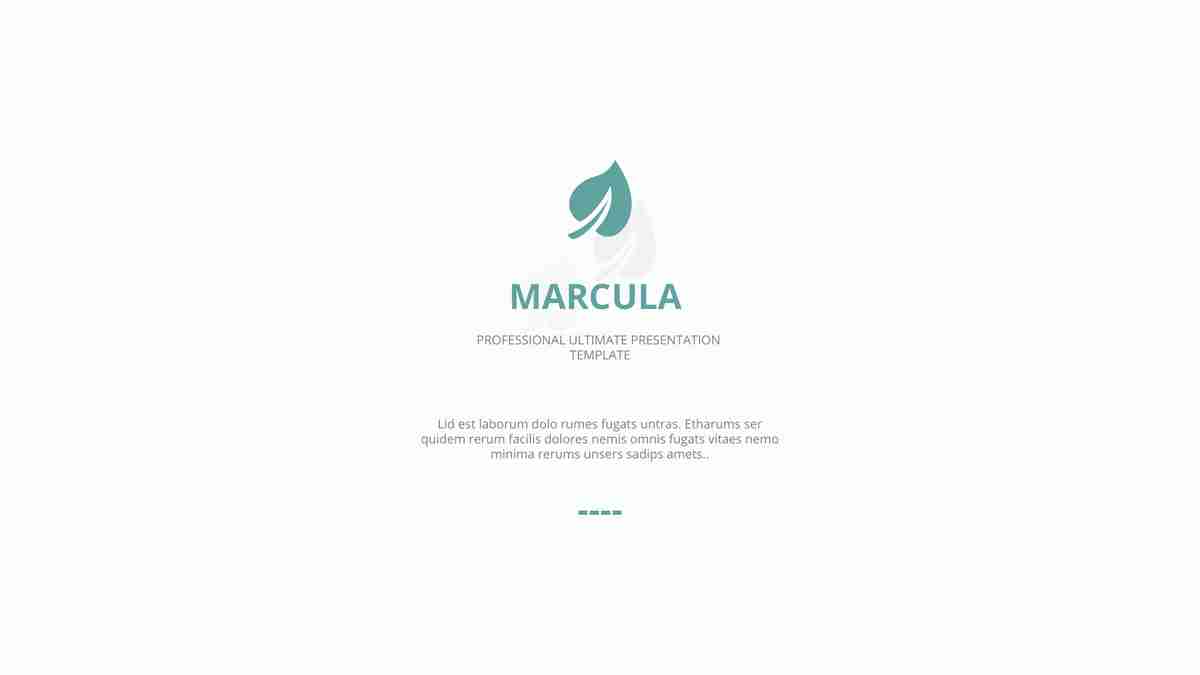 MARCULA
PROFESSIONAL ULTIMATE PRESENTATION
TEMPLATE
Lid est laborum dolo rumes fugats untras. Etharums ser
quidem rerum facilis dolores nemis omnis fugats vitaes nemo
minima rerums unsers sadips amets..